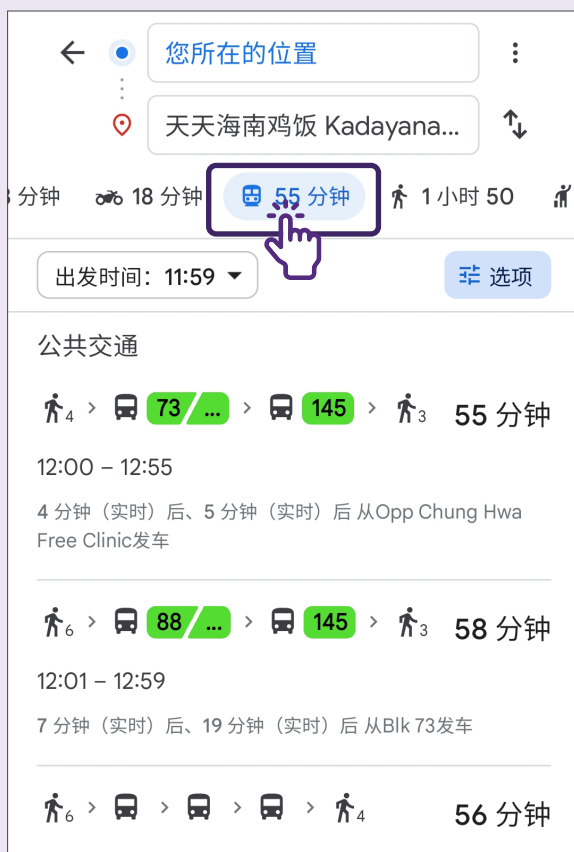 您所在的位置
天天海南鸡饭 Kadayana...
分钟 18 分钟 55 分钟 1 小时 50
出发时间：11:59 选项
公共交通
4 73/... 145 3 55 分钟
12:00 – 12:55
4 分钟（实时）后、5 分钟（实时）后 从Opp Chung Hwa
Free Clinic发车
6 88/... 145 3 58 分钟
12:01 – 12:59
7 分钟（实时）后、19 分钟（实时）后 从Blk 73发车
6 4 56 分钟